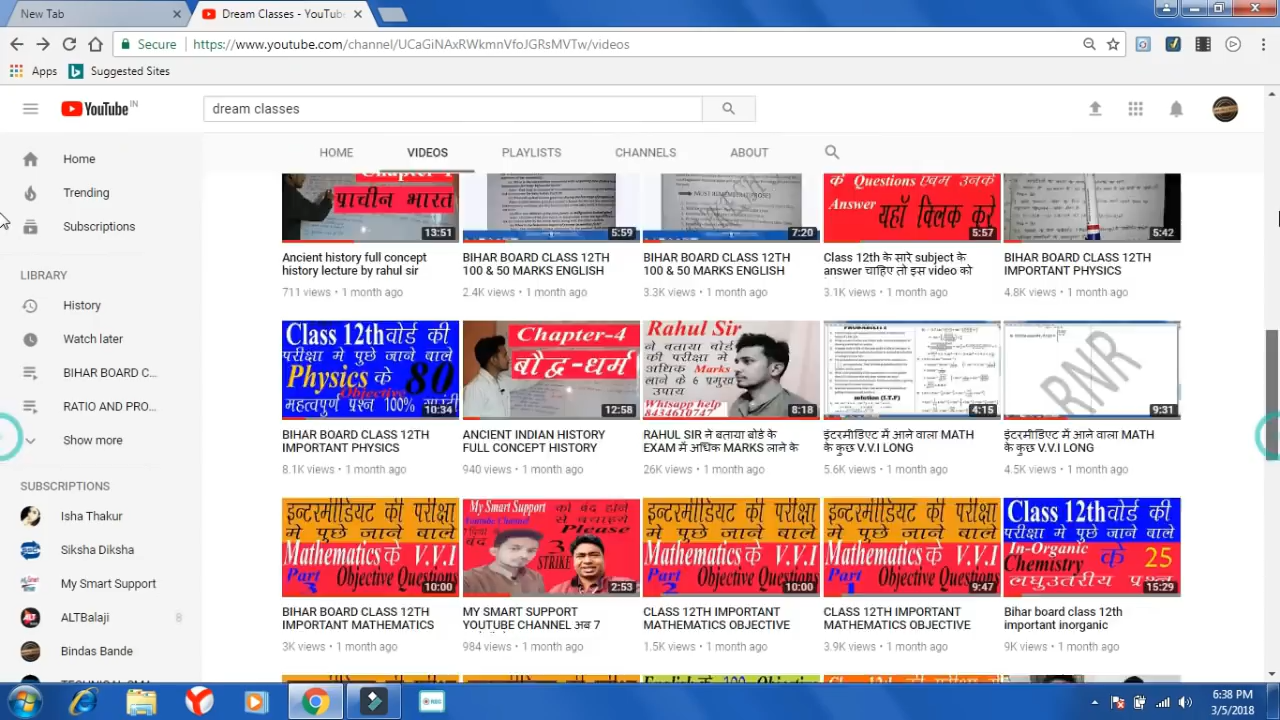 New Tab
Dream Classes - YouTub
Secure
https://www.youtube.com/channel/UCaGiNAxRWkmnVfoJGRsMVTw/videos
Apps
Suggested Sites
YouTube IN
dream classes
HOME
VIDEOS
PLAYLISTS
CHANNELS
ABOUT
Home
Trending
Subscriptions
LIBRARY
History
Watch later
BIHAR BOARD C...
RATIO AND PRO...
Show more
SUBSCRIPTIONS
Isha Thakur
Siksha Diksha
My Smart Support
ALTBalaji
8
Bindas Bande
प्राचीन भारत
13:51
5:59
7:20
के Questions एवम उनके
Answer यहाँ क्लिक करे
5:57
5:42
Ancient history full concept
history lecture by rahul sir
711 views • 1 month ago
BIHAR BOARD CLASS 12TH
100 & 50 MARKS ENGLISH
2.4K views • 1 month ago
BIHAR BOARD CLASS 12TH
100 & 50 MARKS ENGLISH
3.3K views • 1 month ago
Class 12th के सारे subject के
answer चाहिए तो इस video को
3.1K views • 1 month ago
BIHAR BOARD CLASS 12TH
IMPORTANT PHYSICS
4.8K views • 1 month ago
Class 12th बोर्ड की
परीक्षा मे पुछे जाने वाले
Physics के 80
Objective
महत्वपूर्ण प्रश्न 100%
10:34
Chapter-4
बौद्ध-धर्म
12:58
Rahul Sir
ने बताया बोर्ड
की परीक्षा मे
अधिक Marks
लाने के
6 प्रमुख
उपाय
Whatsapp help
8434600747
8:18
PROBABILITY
4:15
RNR
9:31
BIHAR BOARD CLASS 12TH
IMPORTANT PHYSICS
8.1K views • 1 month ago
ANCIENT INDIAN HISTORY
FULL CONCEPT HISTORY
940 views • 1 month ago
RAHUL SIR ने बताया बोर्ड के
EXAM में अधिक MARKS लाने के
26K views • 1 month ago
इंटरमीडिएट में आने वाला MATH
के कुछ V.V.I LONG
5.6K views • 1 month ago
इंटरमीडिएट में आने वाला MATH
के कुछ V.V.I LONG
4.5K views • 1 month ago
इन्टरमीडियट की परीक्षा
मे पुछे जाने वाले
Mathematics के V.V.I
Part
Objective Questions
10:00
My Smart Support
Youtube Channel
को बंद होने
से बचाइये
Please
3
STRIKE
2:53
इन्टरमीडियट की परीक्षा
मे पुछे जाने वाले
Mathematics के V.V.I
Part 2
Objective Questions
10:00
इन्टरमीडियट की परीक्षा
मे पुछे जाने वाले
Mathematics के V.V.I
Part 1
Objective Questions
9:47
Class 12th बोर्ड की
परीक्षा मे पुछे जाने वाले
In-Organic
Chemistry के 25
लघुउतरीय प्रश्न
15:29
BIHAR BOARD CLASS 12TH
IMPORTANT MATHEMATICS
3K views • 1 month ago
MY SMART SUPPORT
YOUTUBE CHANNEL अब 7
984 views • 1 month ago
CLASS 12TH IMPORTANT
MATHEMATICS OBJECTIVE
1.5K views • 1 month ago
CLASS 12TH IMPORTANT
MATHEMATICS OBJECTIVE
3.9K views • 1 month ago
Bihar board class 12th
important inorganic
9K views • 1 month ago
6:38 PM
3/5/2018